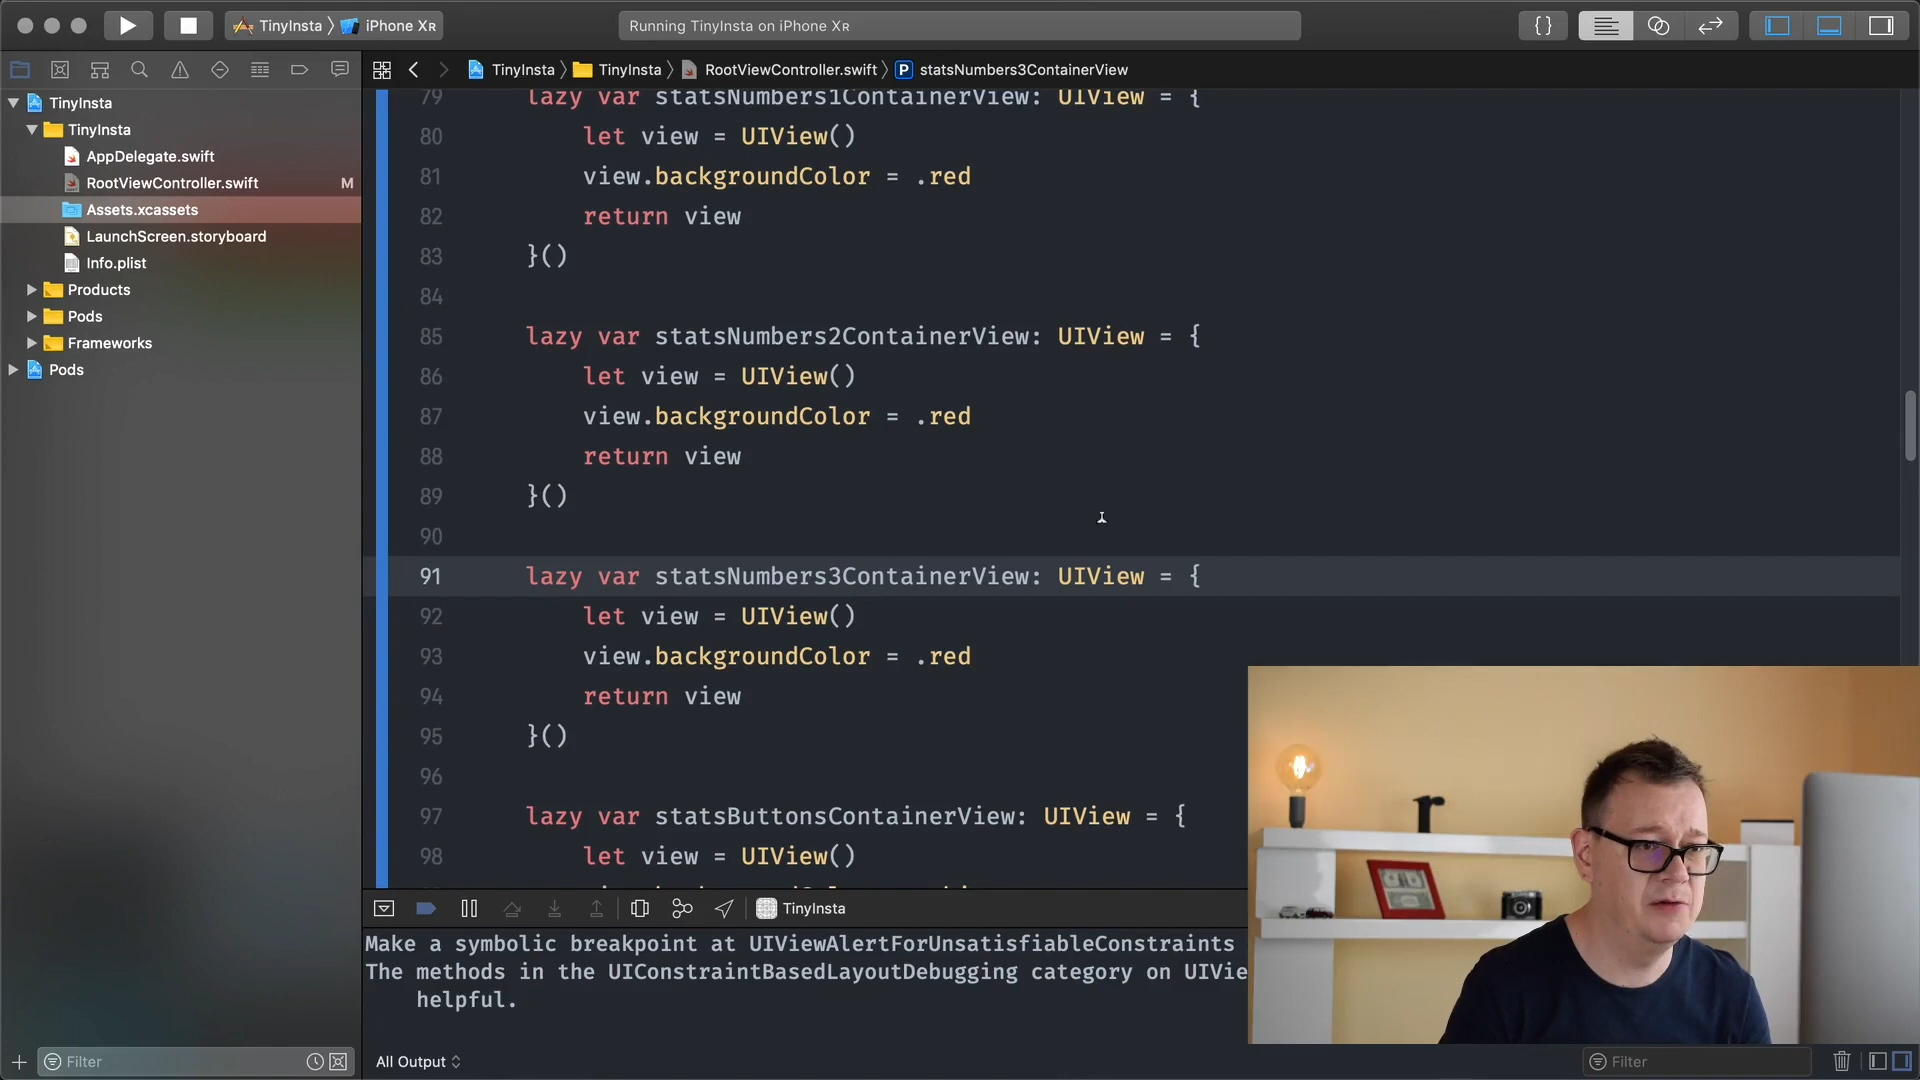 TinyInsta 〉 iPhone Xʀ
Running TinyInsta on iPhone Xʀ
{}
TinyInsta 〉 TinyInsta 〉 RootViewController.swift 〉 P statsNumbers3ContainerView
TinyInsta
TinyInsta
AppDelegate.swift
RootViewController.swift M
Assets.xcassets
LaunchScreen.storyboard
Info.plist
Products
Pods
Frameworks
Pods
79 lazy var statsNumbers1ContainerView: UIView = {
80 let view = UIView()
81 view.backgroundColor = .red
82 return view
83 }()
84
85 lazy var statsNumbers2ContainerView: UIView = {
86 let view = UIView()
87 view.backgroundColor = .red
88 return view
89 }()
90
91 lazy var statsNumbers3ContainerView: UIView = {
92 let view = UIView()
93 view.backgroundColor = .red
94 return view
95 }()
96
97 lazy var statsButtonsContainerView: UIView = {
98 let view = UIView()
TinyInsta
Make a symbolic breakpoint at UIViewAlertForUnsatisfiableConstraints
The methods in the UIConstraintBasedLayoutDebugging category on UIVie
helpful.
Filter
All Output
Filter